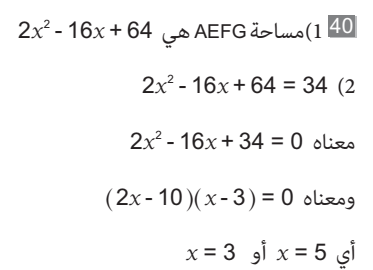 40 1) مساحة AEFG هي 2x² - 16x + 64
2) 2x² - 16x + 64 = 34
معناه 2x² - 16x + 34 = 0
ومعناه (2x - 10)(x - 3) = 0
أي x = 5 أو x = 3